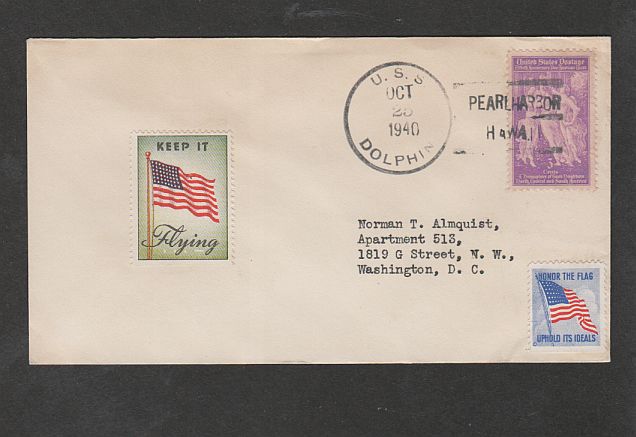 KEEP IT
Flying
U.S.S
OCT
1940
DOLPHIN
PEARL HARBOR
HAWAII
United States Postage
Norman T. Almquist,
Apartment 513,
1819 G Street, N. W.,
Washington, D. C.
HONOR THE FLAG
UPHOLD ITS IDEALS